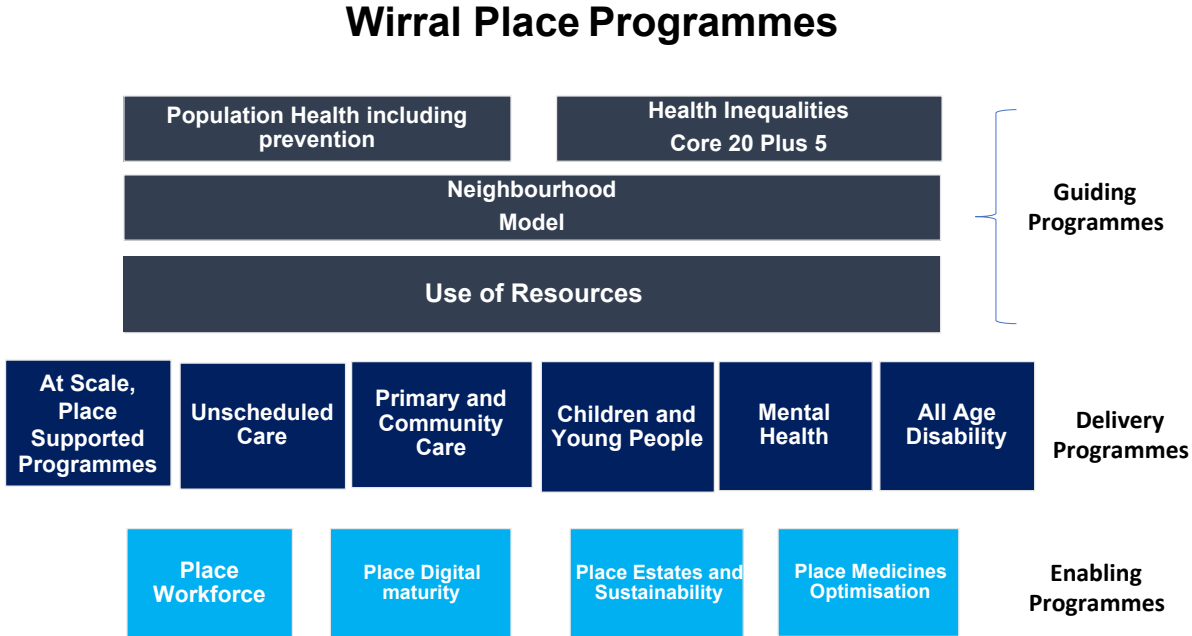 Wirral Place Programmes
Population Health including
prevention
Health Inequalities
Core 20 Plus 5
Neighbourhood
Model
Use of Resources
Guiding
Programmes
At Scale,
Place
Supported
Programmes
Unscheduled
Care
Primary and
Community
Care
Children and
Young People
Mental
Health
All Age
Disability
Delivery
Programmes
Place
Workforce
Place Digital
maturity
Place Estates and
Sustainability
Place Medicines
Optimisation
Enabling
Programmes